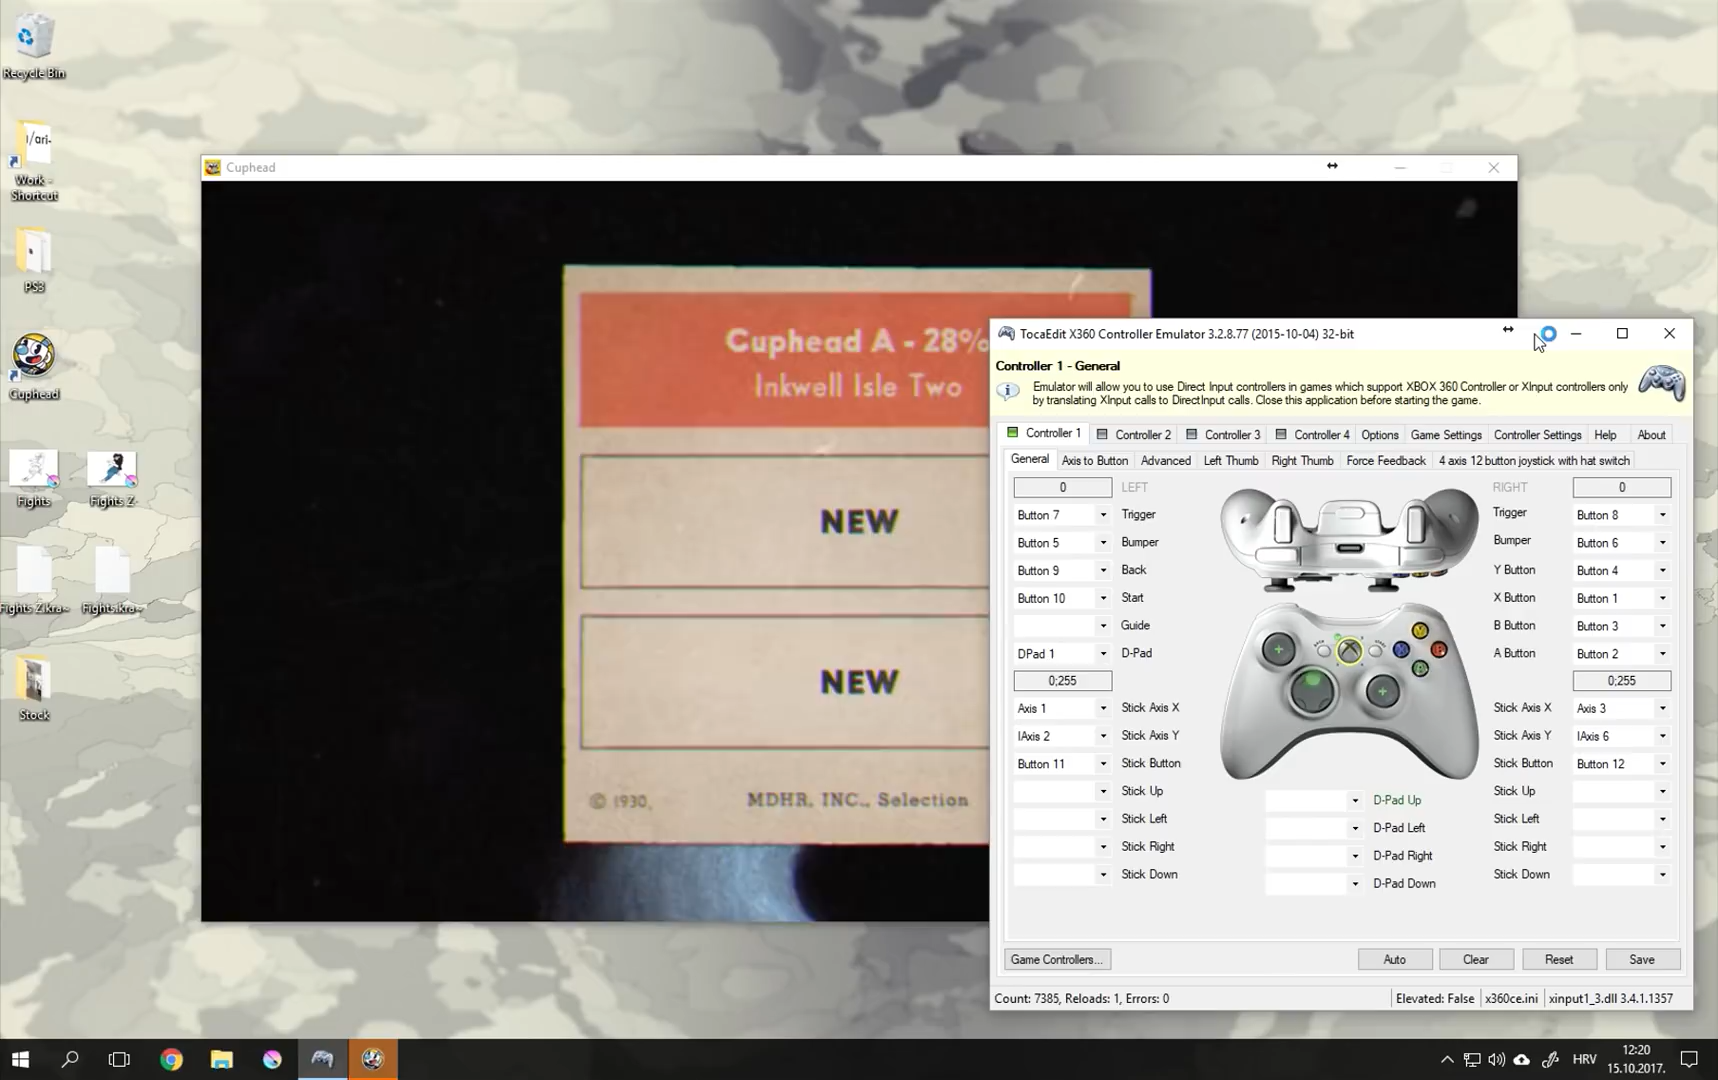 Recycle Bin
\/ari-
Work -
Shortcut
PS3
Cuphead
Fights
Fights Z-
Fights Zikra~
Fights.kra~
Stock
Cuphead
Cuphead A - 28%
Inkwell Isle Two
NEW
NEW
© 1930,
MDHR, INC., Selection
TocaEdit X360 Controller Emulator 3.2.8.77 (2015-10-04) 32-bit
Controller 1 - General
Emulator will allow you to use Direct Input controllers in games which support XBOX 360 Controller or XInput controllers only
by translating XInput calls to DirectInput calls. Close this application before starting the game.
Controller 1 Controller 2 Controller 3 Controller 4 Options Game Settings Controller Settings Help About
General Axis to Button Advanced Left Thumb Right Thumb Force Feedback 4 axis 12 button joystick with hat switch
0 LEFT RIGHT 0
Button 7 Trigger Trigger Button 8
Button 5 Bumper Bumper Button 6
Button 9 Back Y Button Button 4
Button 10 Start X Button Button 1
Guide B Button Button 3
DPad 1 D-Pad A Button Button 2
0;255 0;255
Axis 1 Stick Axis X Stick Axis X Axis 3
IAxis 2 Stick Axis Y Stick Axis Y IAxis 6
Button 11 Stick Button Stick Button Button 12
Stick Up D-Pad Up Stick Up
Stick Left D-Pad Left Stick Left
Stick Right D-Pad Right Stick Right
Stick Down D-Pad Down Stick Down
Game Controllers... Auto Clear Reset Save
Count: 7385, Reloads: 1, Errors: 0 Elevated: False x360ce.ini xinput1_3.dll 3.4.1.1357
HRV
12:20
15.10.2017.